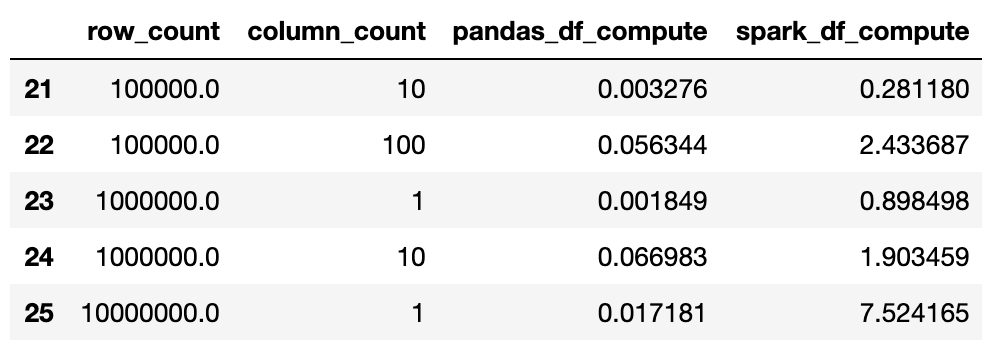 row_count column_count pandas_df_compute spark_df_compute
21 100000.0 10 0.003276 0.281180
22 100000.0 100 0.056344 2.433687
23 1000000.0 1 0.001849 0.898498
24 1000000.0 10 0.066983 1.903459
25 10000000.0 1 0.017181 7.524165